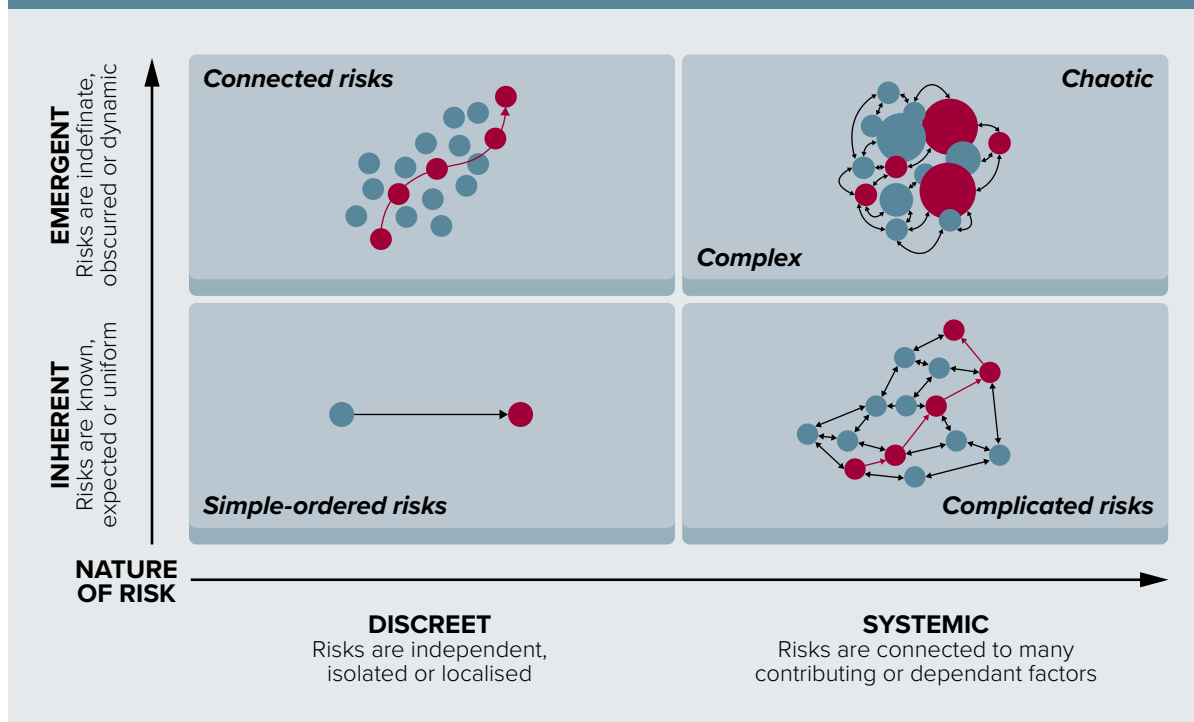 EMERGENT
Risks are indefinate,
obscurred or dynamic
INHERENT
Risks are known,
expected or uniform
Connected risks
Chaotic
Complex
Simple-ordered risks
Complicated risks
NATURE
OF RISK
DISCREET
Risks are independent,
isolated or localised
SYSTEMIC
Risks are connected to many
contributing or dependant factors